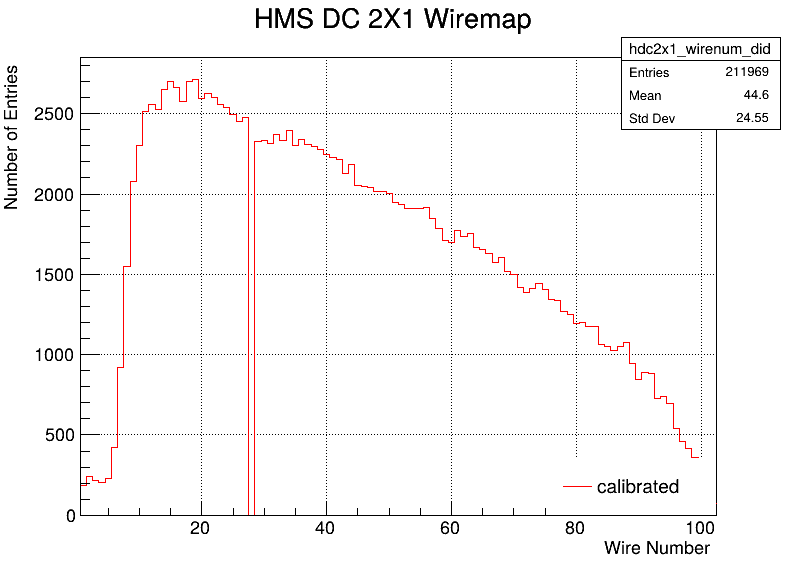 HMS DC 2X1 Wiremap
hdc2x1_wirenum_did
Entries 211969
Mean 44.6
Std Dev 24.55
Number of Entries
2500
2000
1500
1000
500
0
20 40 60 80 100
Wire Number
calibrated